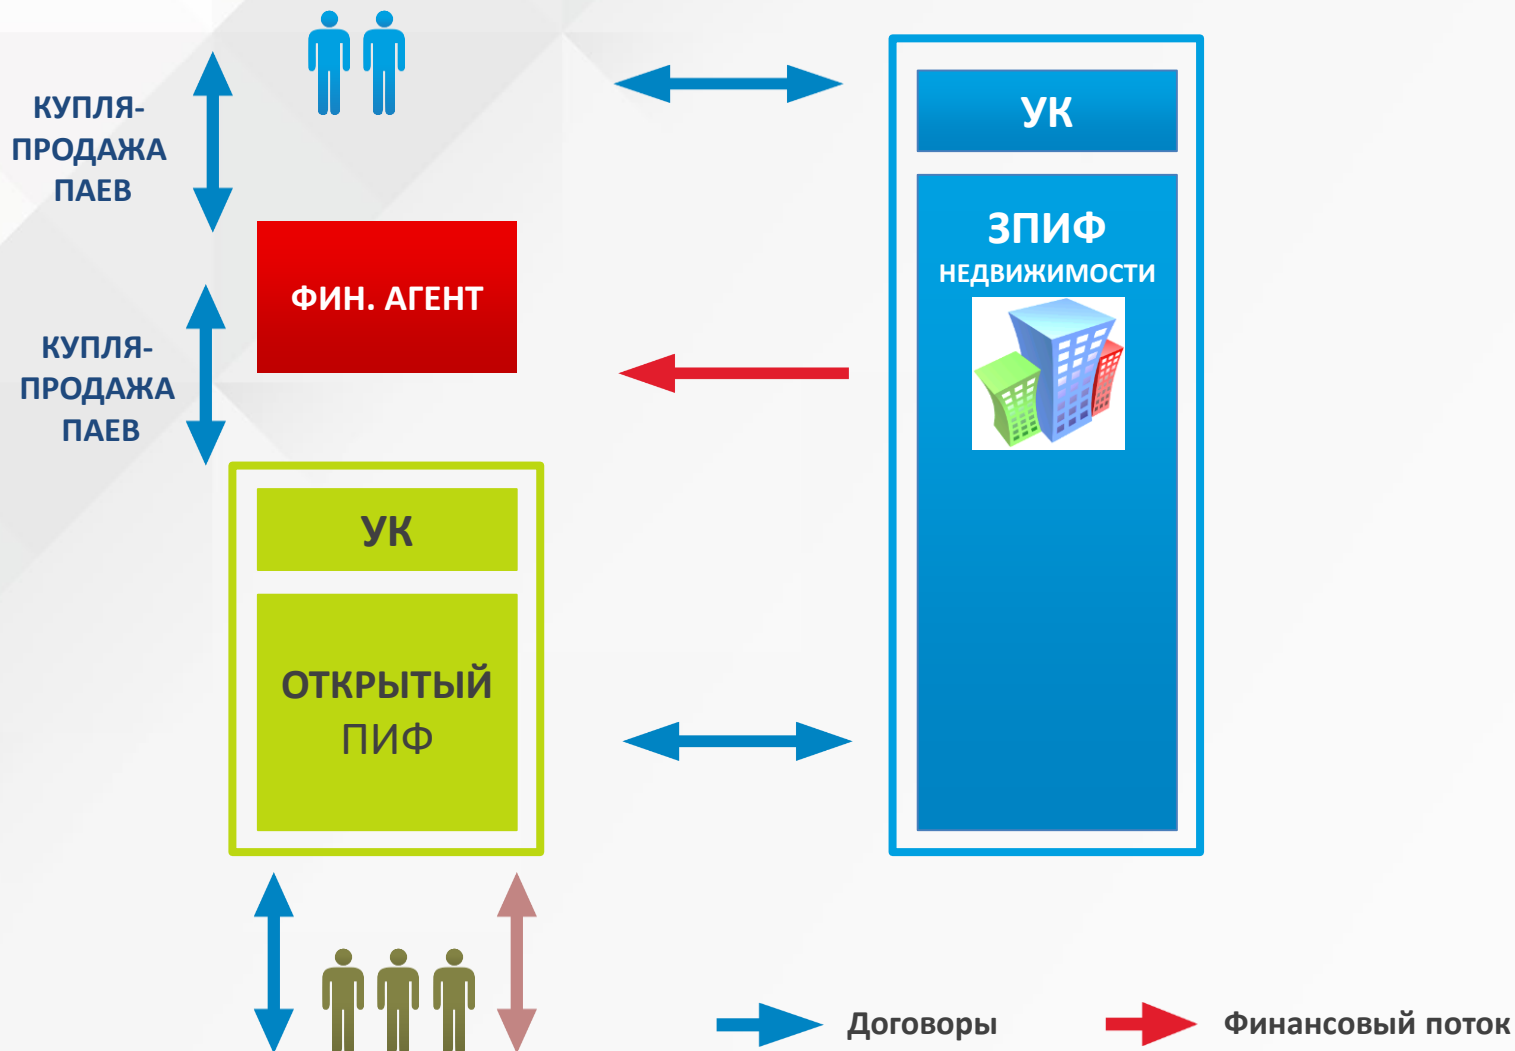 КУПЛЯ-
ПРОДАЖА
ПАЕВ
УК
ЗПИФ
НЕДВИЖИМОСТИ
ФИН. АГЕНТ
КУПЛЯ-
ПРОДАЖА
ПАЕВ
УК
ОТКРЫТЫЙ
ПИФ
Договоры
Финансовый поток